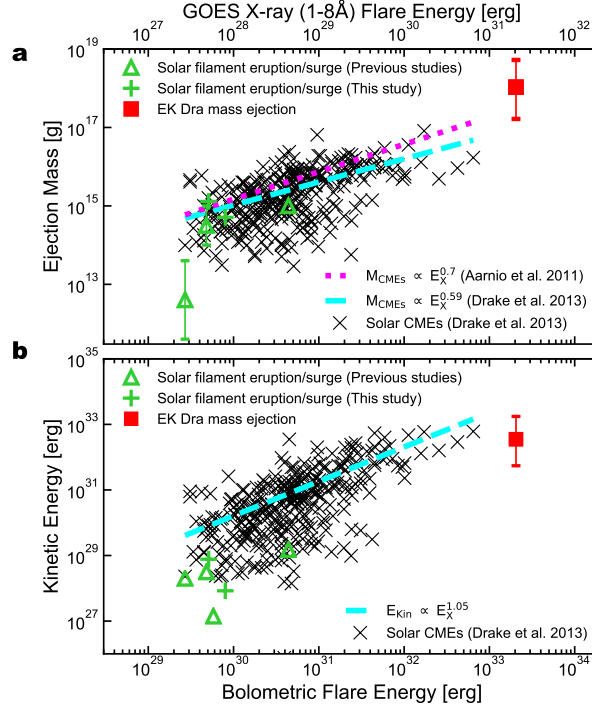 GOES X-ray (1-8Å) Flare Energy [erg]
10^27 10^28 10^29 10^30 10^31 10^32
a
10^19
10^17
10^15
10^13
Ejection Mass [g]
Solar filament eruption/surge (Previous studies)
Solar filament eruption/surge (This study)
EK Dra mass ejection
M_CMEs ∝ E_X^0.7 (Aarnio et al. 2011)
M_CMEs ∝ E_X^0.59 (Drake et al. 2013)
Solar CMEs (Drake et al. 2013)
b
10^35
10^33
10^31
10^29
10^27
Kinetic Energy [erg]
Solar filament eruption/surge (Previous studies)
Solar filament eruption/surge (This study)
EK Dra mass ejection
E_Kin ∝ E_X^1.05
Solar CMEs (Drake et al. 2013)
10^29 10^30 10^31 10^32 10^33 10^34
Bolometric Flare Energy [erg]